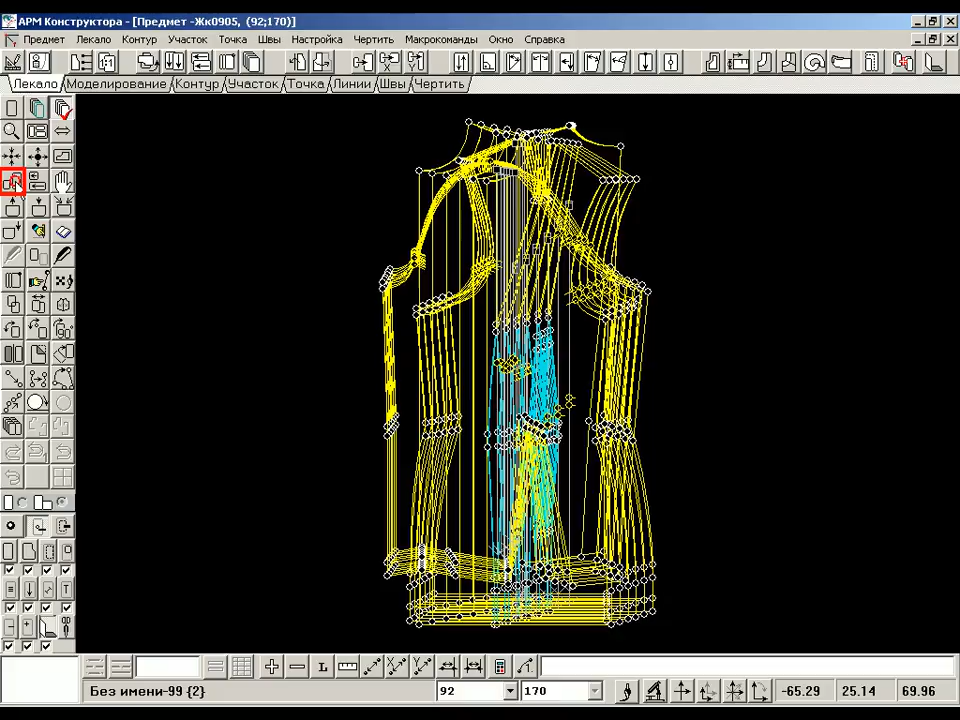 АРМ Конструктора - [Предмет -Жк0905, (92;170)]
Предмет Лекало Контур Участок Точка Швы Настройка Чертить Макрокоманды Окно Справка
Лекало Моделирование Контур Участок Точка Линии Швы Чертить
Без имени-99 {2} 92 170 -65.29 25.14 69.96